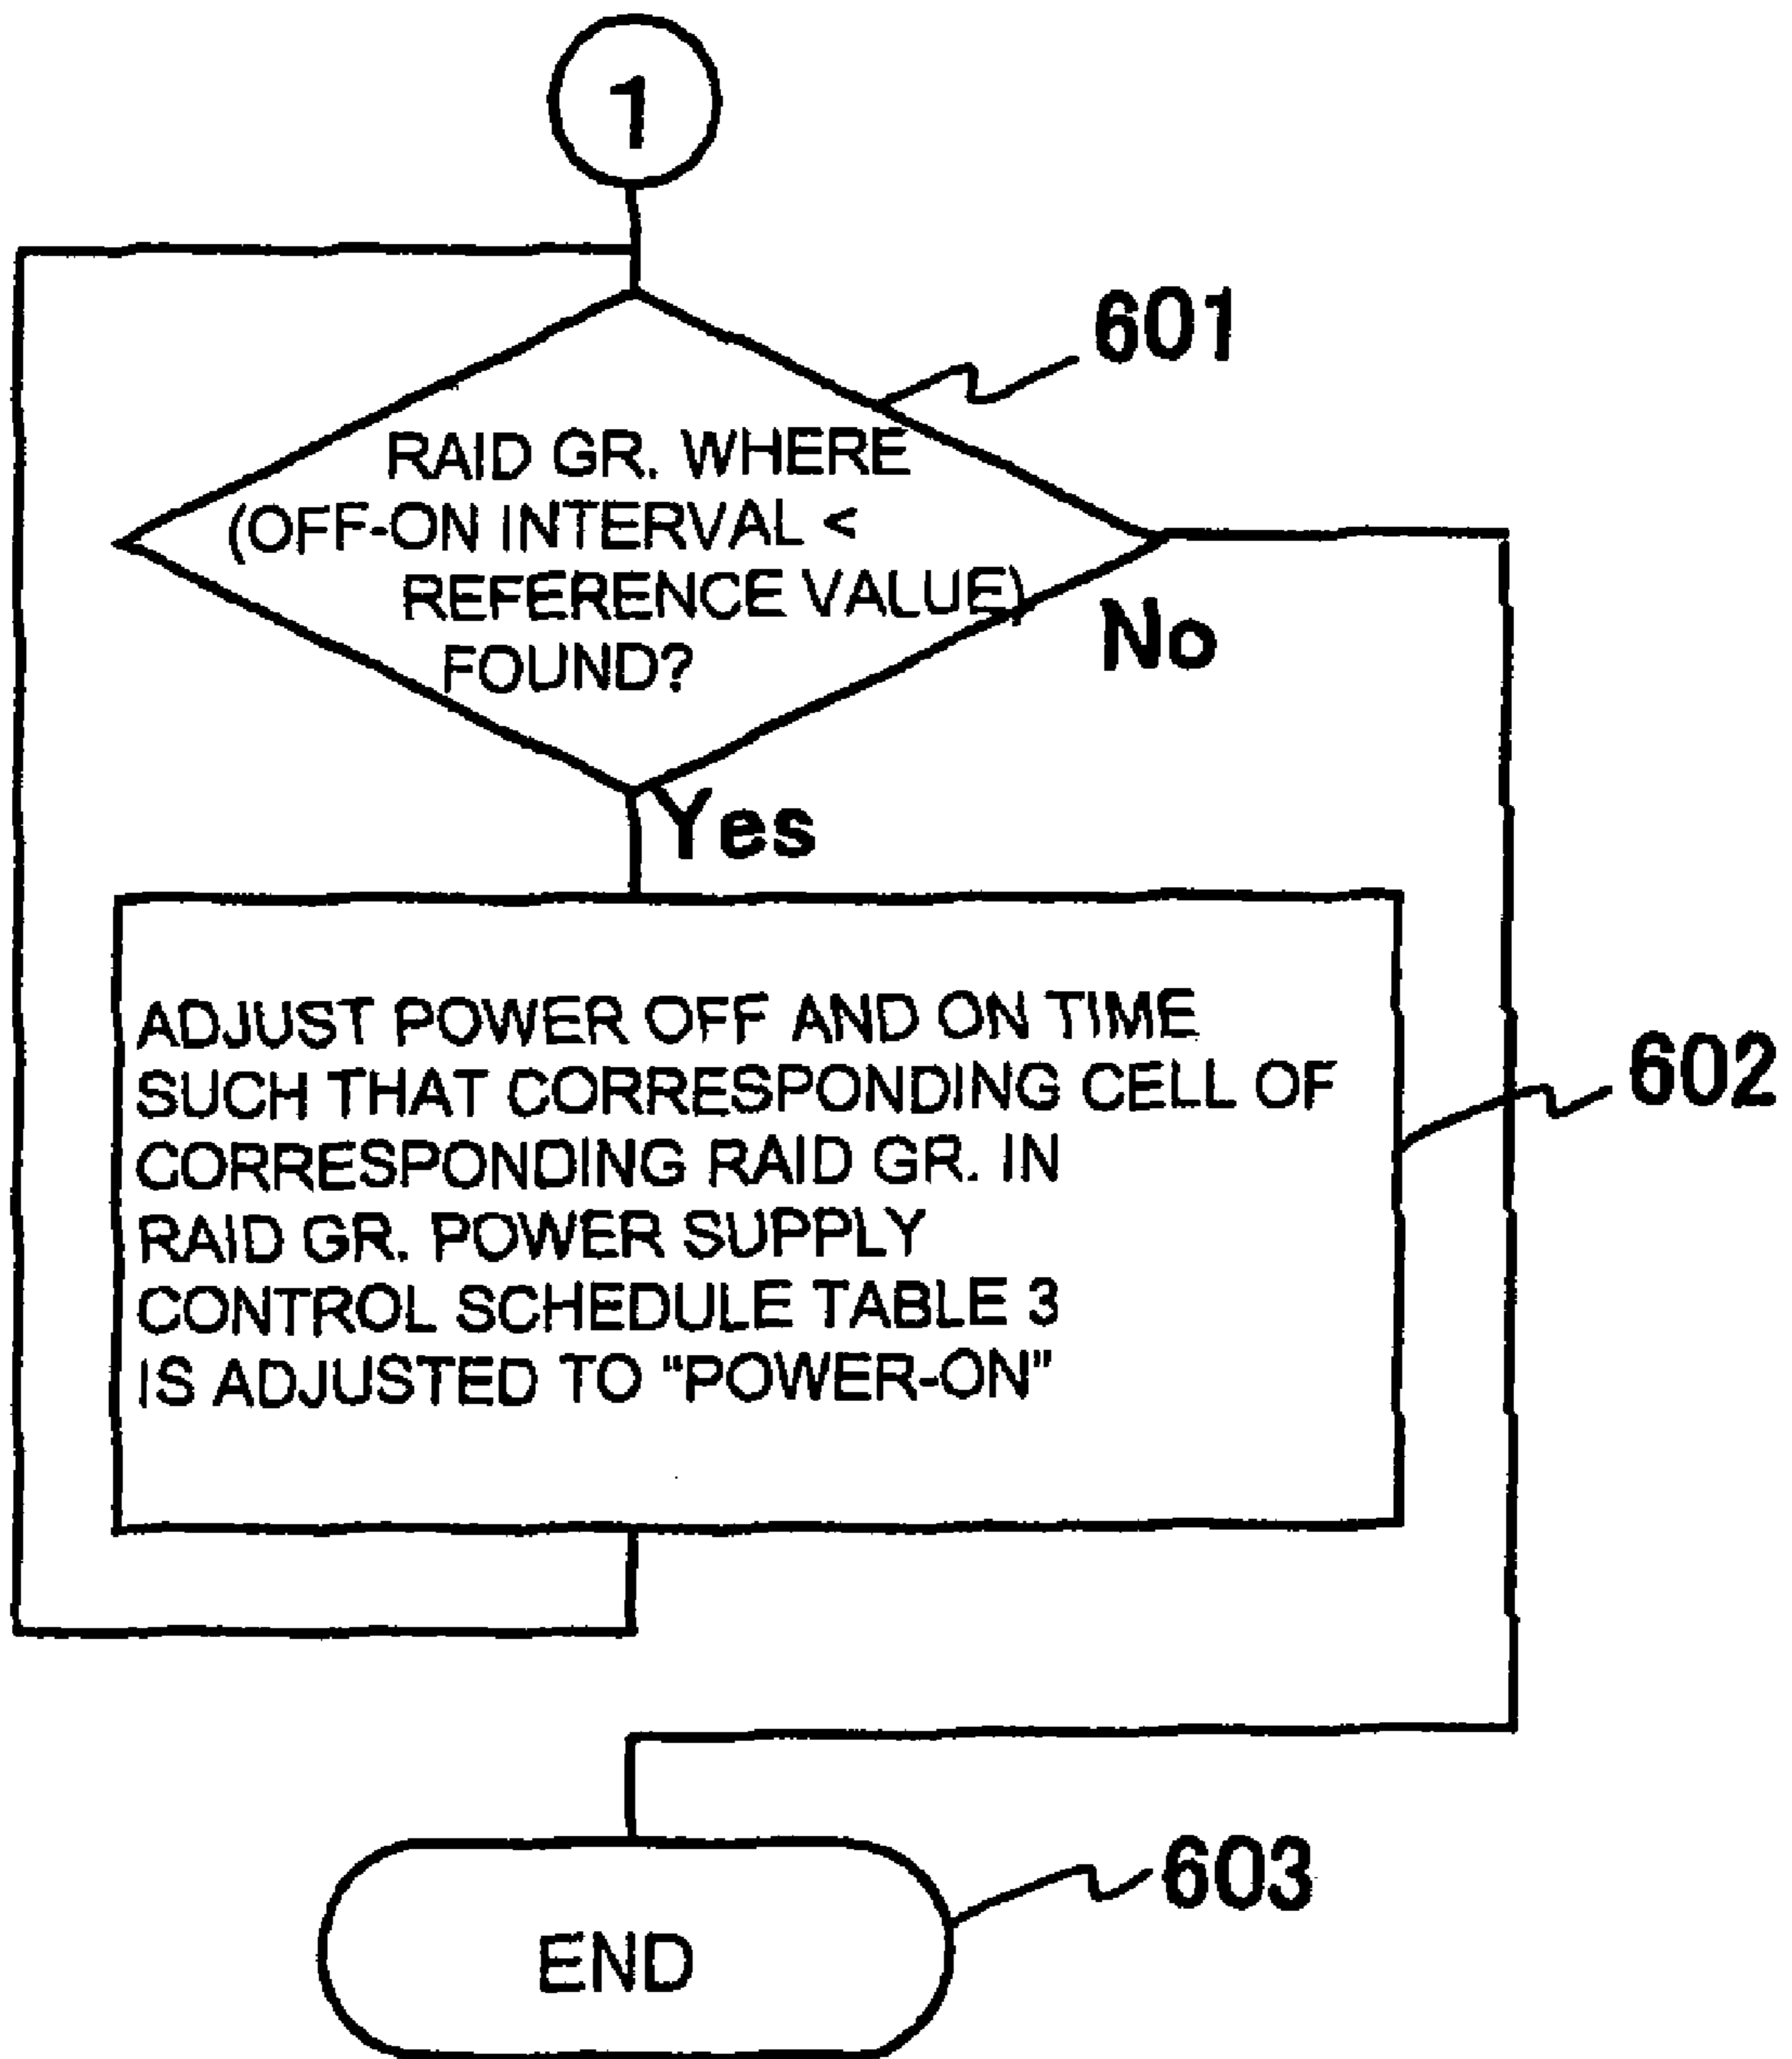 1
601
RAID GR. WHERE
(OFF-ON INTERVAL <
REFERENCE VALUE)
FOUND?
No
Yes
ADJUST POWER OFF AND ON TIME
SUCH THAT CORRESPONDING CELL OF
CORRESPONDING RAID GR. IN
RAID GR. POWER SUPPLY
CONTROL SCHEDULE TABLE 3
IS ADJUSTED TO "POWER-ON"
602
603
END